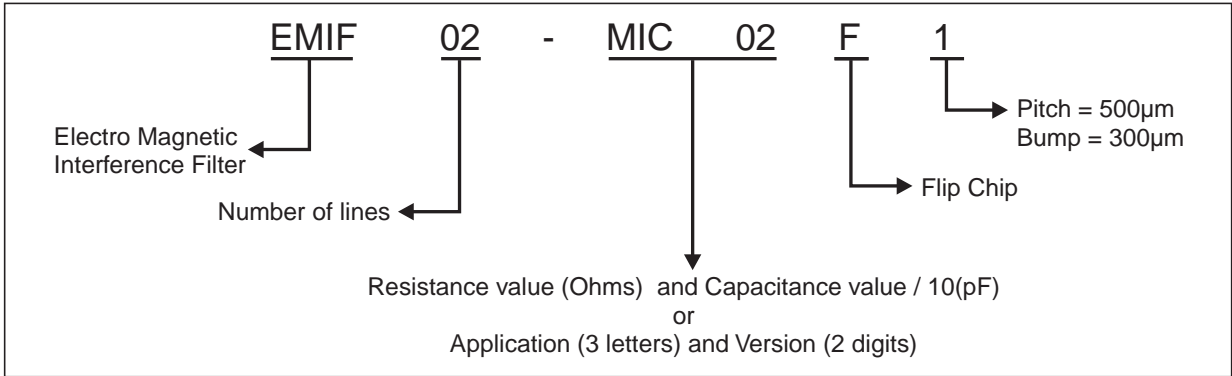 EMIF 02 - MIC 02 F 1
Pitch = 500µm
Bump = 300µm
Electro Magnetic
Interference Filter
Flip Chip
Number of lines
Resistance value (Ohms) and Capacitance value / 10(pF)
or
Application (3 letters) and Version (2 digits)